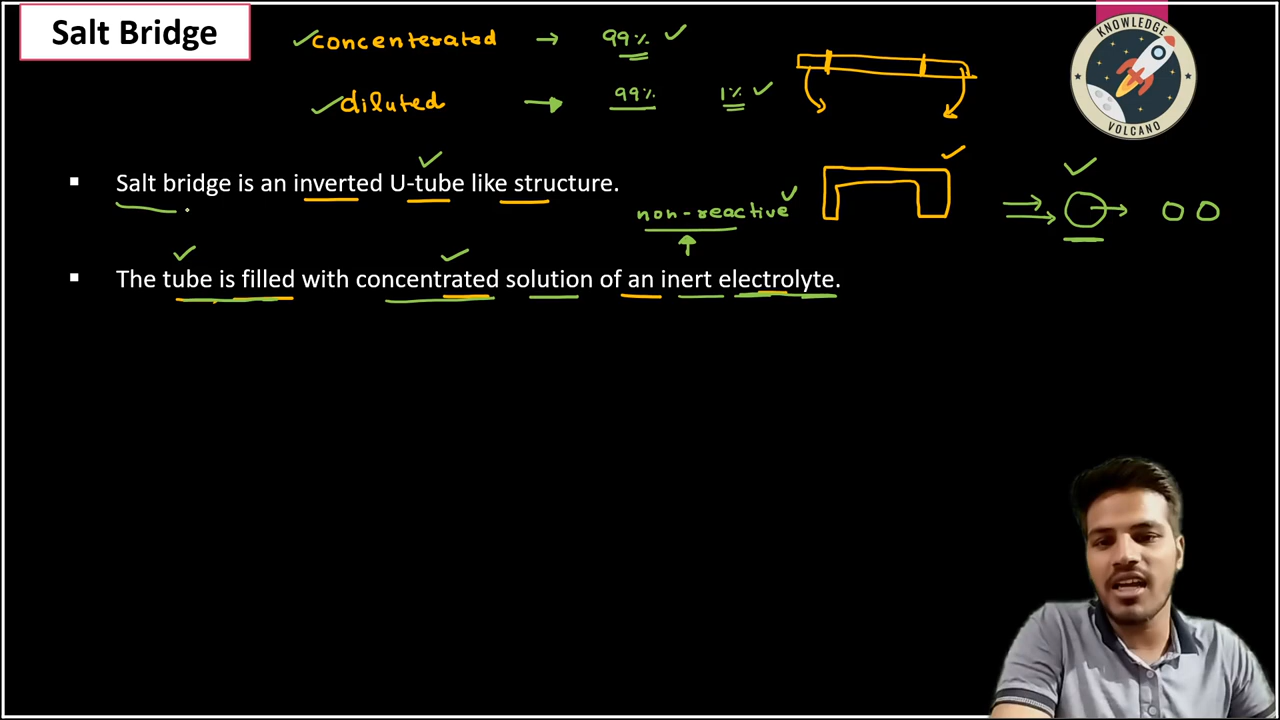 Salt Bridge
concenterated → 99% ✓
diluted → 99% 1% ✓
KNOWLEDGE
VOLCANO
▪ Salt bridge is an inverted U-tube like structure.
non-reactive
▪ The tube is filled with concentrated solution of an inert electrolyte.